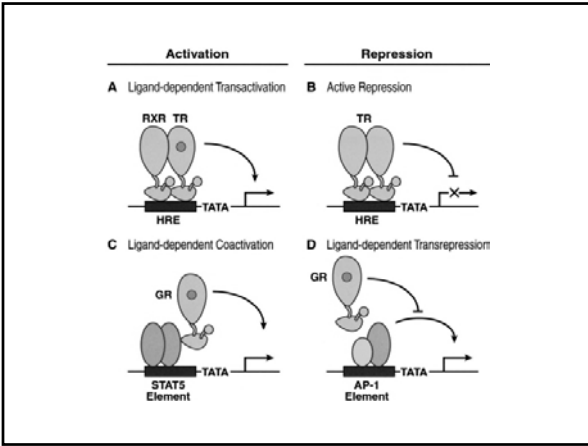 Activation
Repression
A Ligand-dependent Transactivation
B Active Repression
RXR TR
TR
TATA
HRE
TATA
HRE
C Ligand-dependent Coactivation
D Ligand-dependent Transrepression
GR
GR
TATA
STAT5
Element
TATA
AP-1
Element